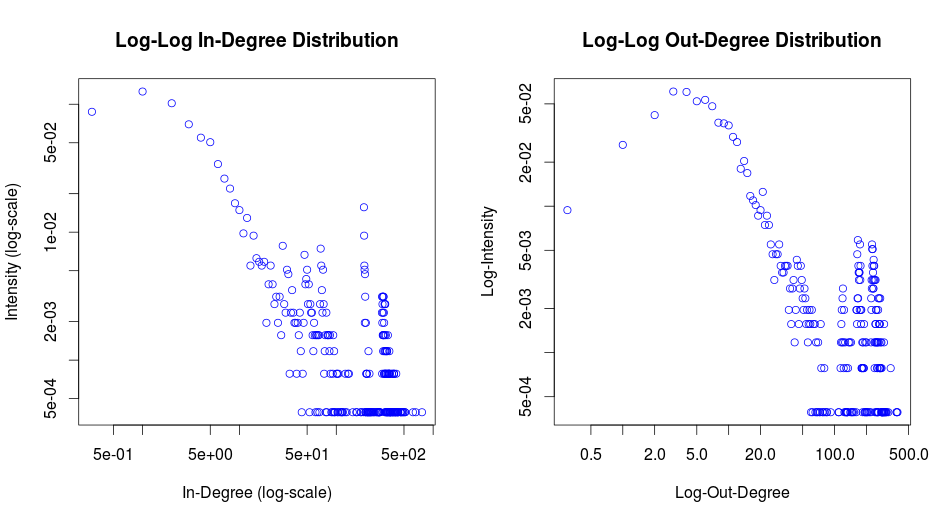 Log-Log In-Degree Distribution
Intensity (log-scale)
5e-02
1e-02
2e-03
5e-04
5e-01
5e+00
5e+01
5e+02
In-Degree (log-scale)
Log-Log Out-Degree Distribution
Log-Intensity
5e-02
2e-02
5e-03
2e-03
5e-04
0.5
2.0
5.0
20.0
100.0
500.0
Log-Out-Degree